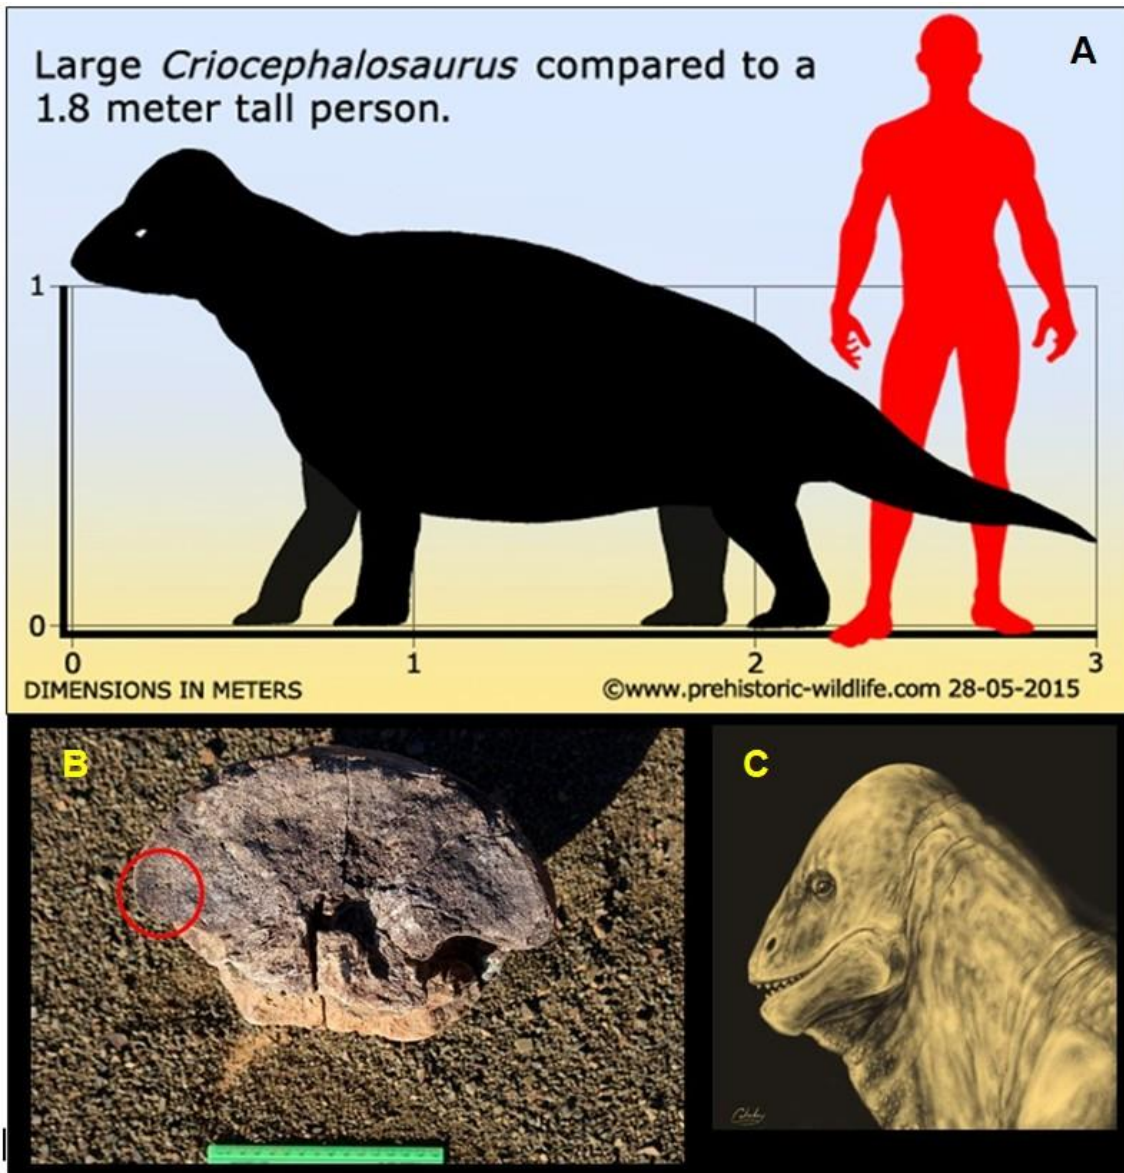 Large Criocephalosaurus compared to a
1.8 meter tall person.
A
1
0
0 1 2 3
DIMENSIONS IN METERS ©www.prehistoric-wildlife.com 28-05-2015
B
C